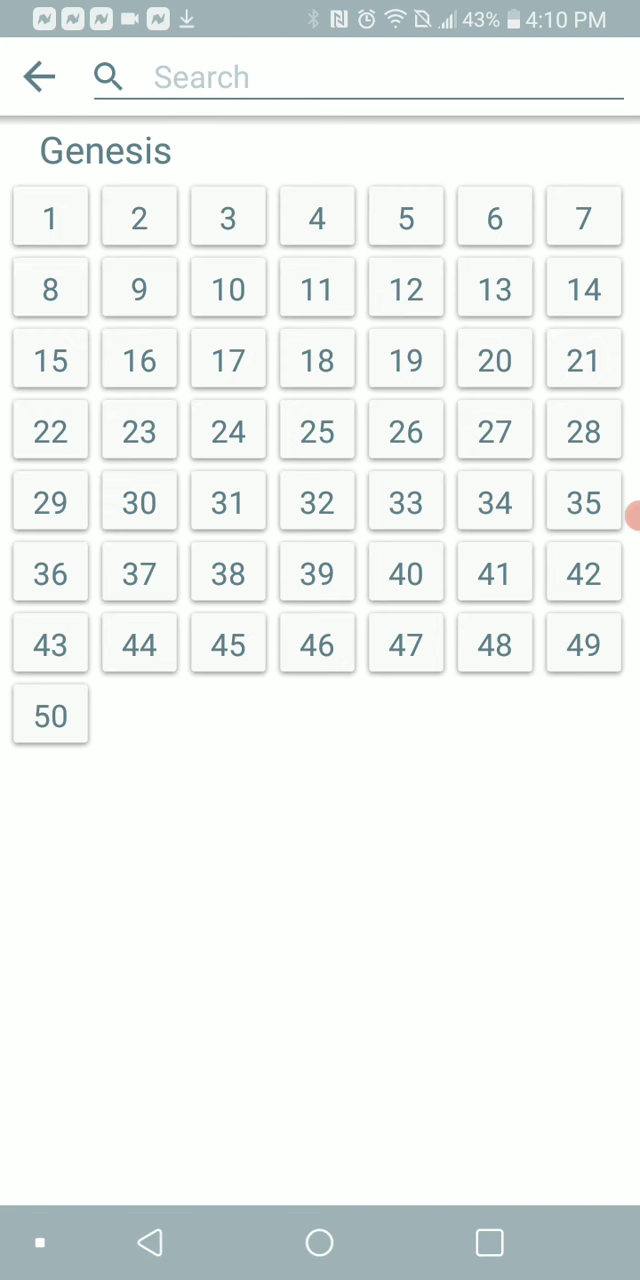 43% 4:10 PM
Search
Genesis
1 2 3 4 5 6 7
8 9 10 11 12 13 14
15 16 17 18 19 20 21
22 23 24 25 26 27 28
29 30 31 32 33 34 35
36 37 38 39 40 41 42
43 44 45 46 47 48 49
50